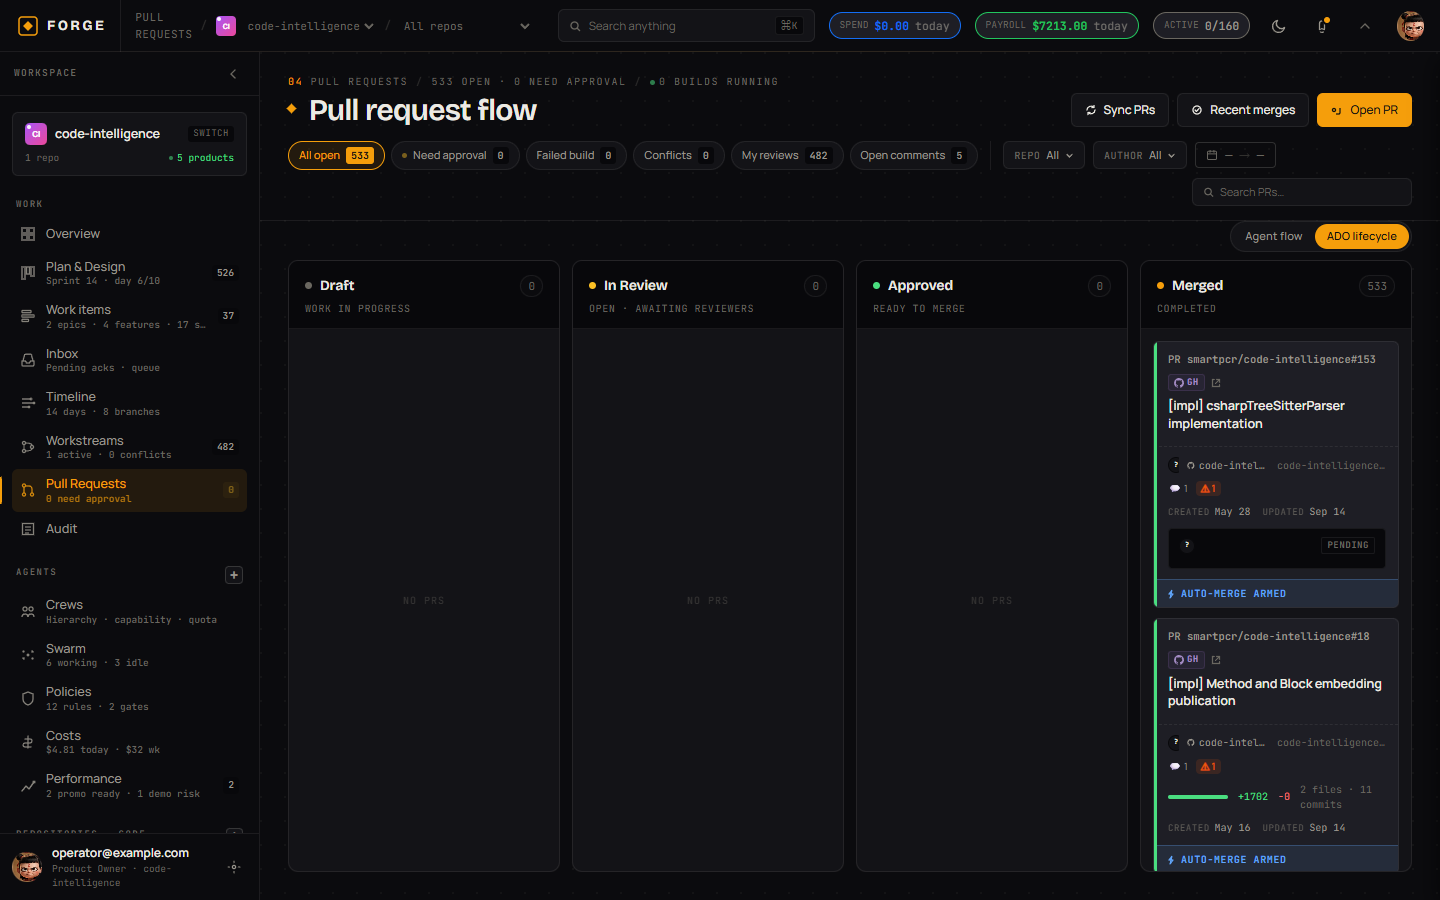 FORGE
PULL REQUESTS / CI code-intelligence / All repos
Search anything ⌘K
SPEND $0.00 today
PAYROLL $7213.00 today
ACTIVE 0/160
WORKSPACE
CI code-intelligence SWITCH
1 repo 5 products
WORK
Overview
Plan & Design 526
Sprint 14 · day 6/10
Work items 37
2 epics · 4 features · 17 s…
Inbox
Pending acks · queue
Timeline
14 days · 8 branches
Workstreams 482
1 active · 0 conflicts
Pull Requests 0
0 need approval
Audit
AGENTS +
Crews
Hierarchy · capability · quota
Swarm
6 working · 3 idle
Policies
12 rules · 2 gates
Costs
$4.81 today · $32 wk
Performance 2
2 promo ready · 1 demo risk
operator@example.com
Product Owner · code-
intelligence
04 PULL REQUESTS / 533 OPEN · 0 NEED APPROVAL / 0 BUILDS RUNNING
Pull request flow
Sync PRs
Recent merges
Open PR
All open 533
Need approval 0
Failed build 0
Conflicts 0
My reviews 482
Open comments 5
REPO All
AUTHOR All
— → —
Search PRs…
Agent flow
ADO lifecycle
Draft 0
WORK IN PROGRESS
NO PRS
In Review 0
OPEN · AWAITING REVIEWERS
NO PRS
Approved 0
READY TO MERGE
NO PRS
Merged 533
COMPLETED
PR smartpcr/code-intelligence#153
GH
[impl] csharpTreeSitterParser
implementation
? code-intel… code-intelligence…
1 1
CREATED May 28 UPDATED Sep 14
? PENDING
AUTO-MERGE ARMED
PR smartpcr/code-intelligence#18
GH
[impl] Method and Block embedding
publication
? code-intel… code-intelligence…
1 1
+1702 -0 2 files · 11
commits
CREATED May 16 UPDATED Sep 14
AUTO-MERGE ARMED